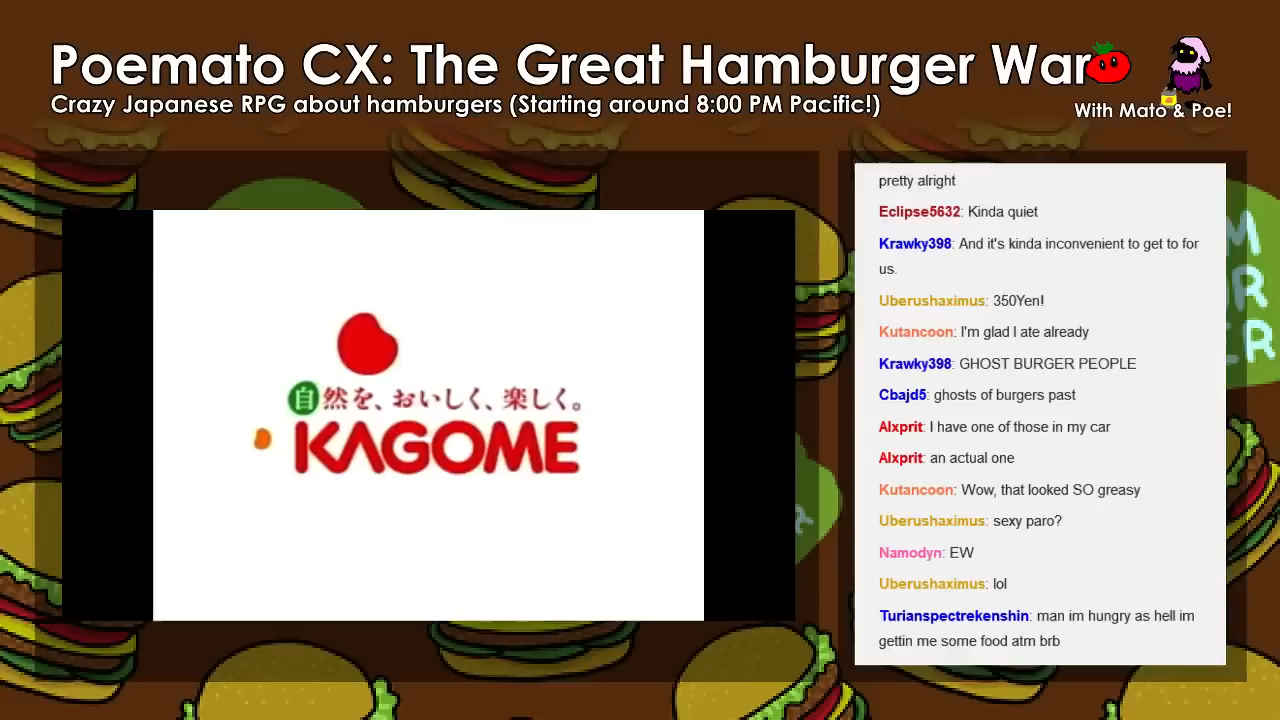 Poemato CX: The Great Hamburger War
Crazy Japanese RPG about hamburgers (Starting around 8:00 PM Pacific!)
With Mato & Poe!
自然を、おいしく、楽しく。
KAGOME
pretty alright
Eclipse5632: Kinda quiet
Krawky398: And it's kinda inconvenient to get to for
us.
Uberushaximus: 350Yen!
Kutancoon: I'm glad I ate already
Krawky398: GHOST BURGER PEOPLE
Cbajd5: ghosts of burgers past
Alxprit: I have one of those in my car
Alxprit: an actual one
Kutancoon: Wow, that looked SO greasy
Uberushaximus: sexy paro?
Namodyn: EW
Uberushaximus: lol
Turianspectrekenshin: man im hungry as hell im
gettin me some food atm brb